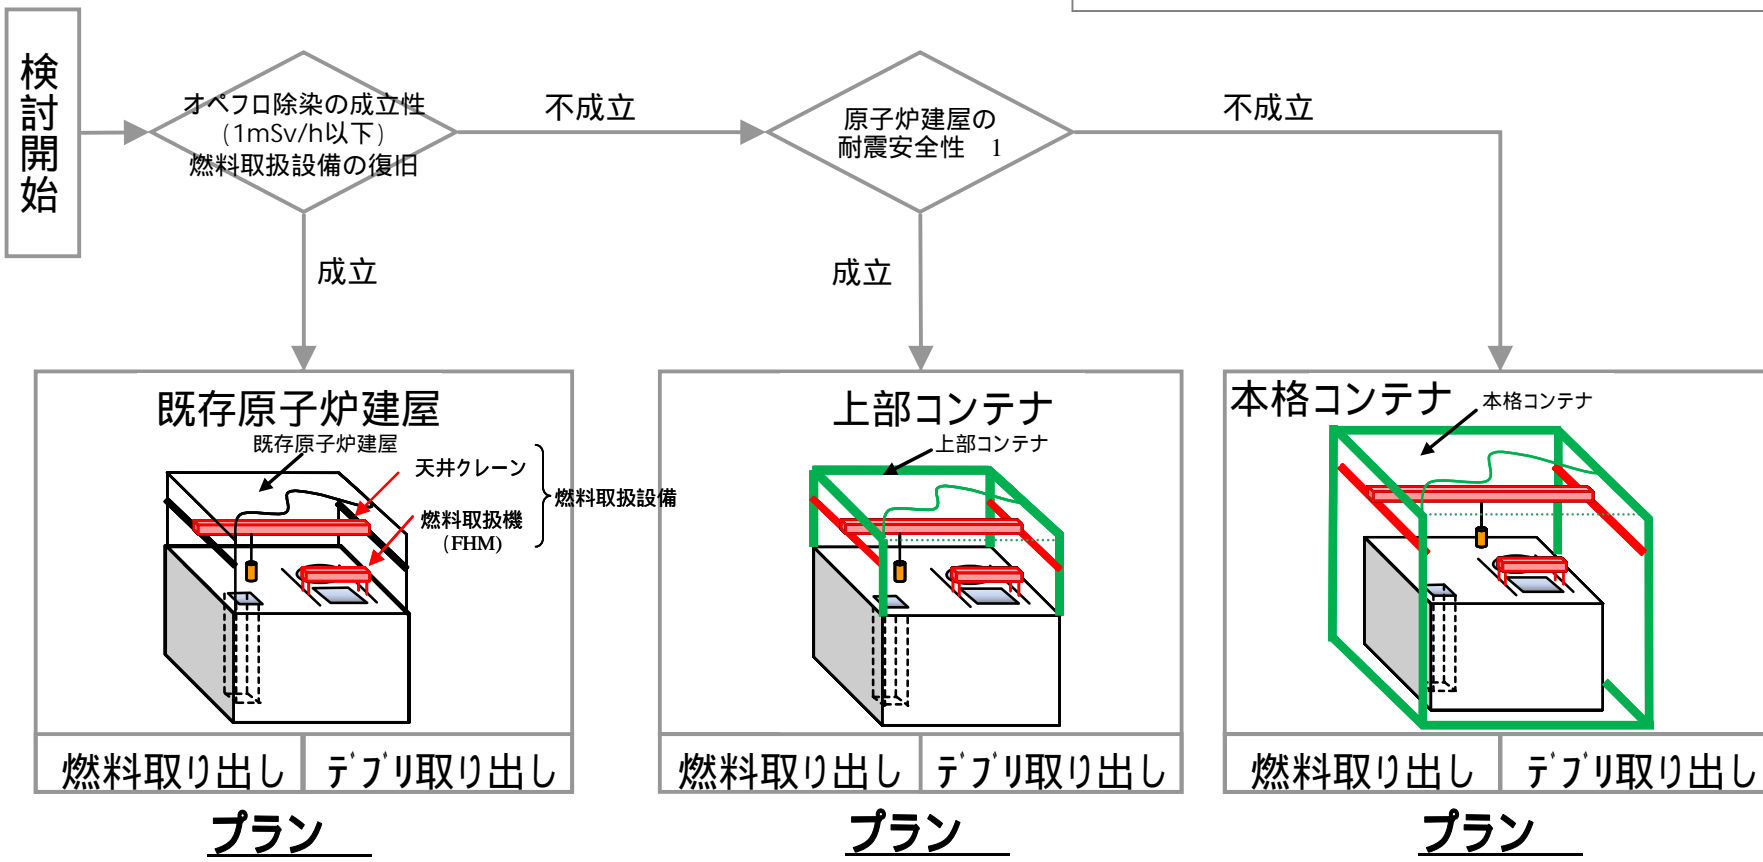 検討開始
オペフロ除染の成立性
(1mSv/h以下)
燃料取扱設備の復旧
不成立
原子炉建屋の
耐震安全性 1
不成立
成立
成立
既存原子炉建屋
既存原子炉建屋
天井クレーン
燃料取扱機
(FHM)
燃料取扱設備
上部コンテナ
上部コンテナ
本格コンテナ
本格コンテナ
燃料取り出し
デブリ取り出し
燃料取り出し
デブリ取り出し
燃料取り出し
デブリ取り出し
プラン
プラン
プラン